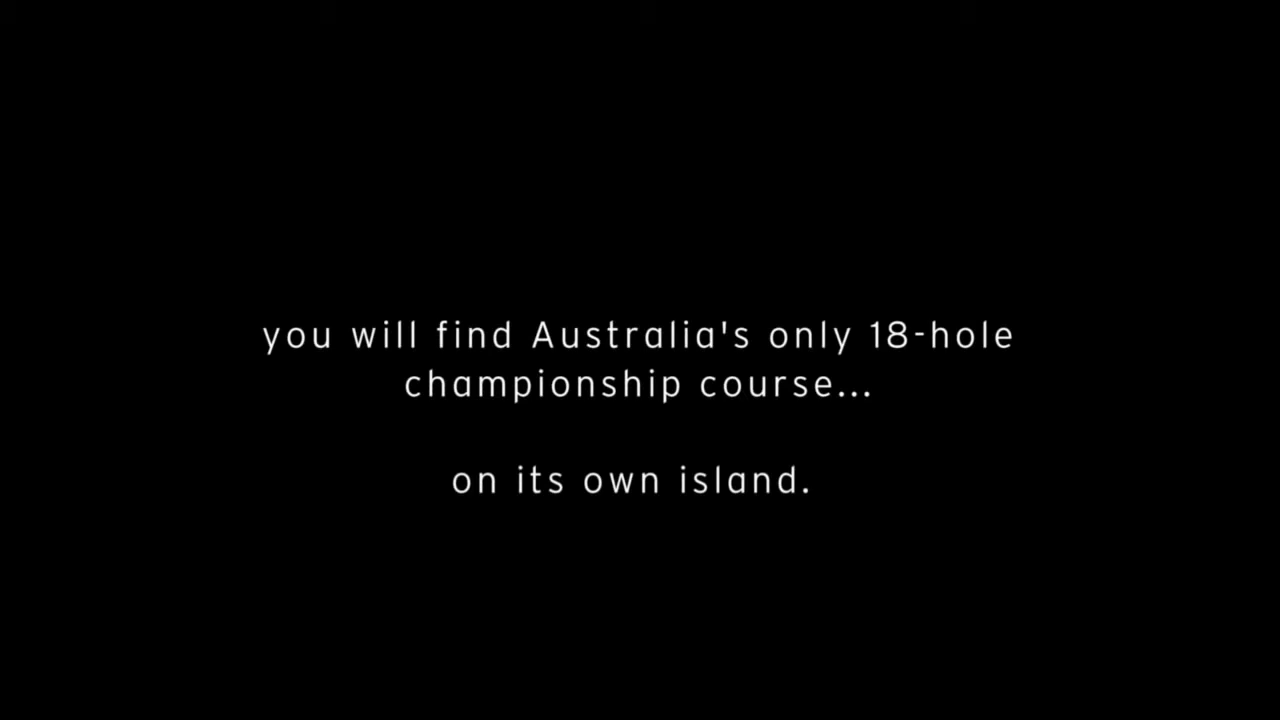 you will find Australia's only 18-hole
championship course...
on its own island.